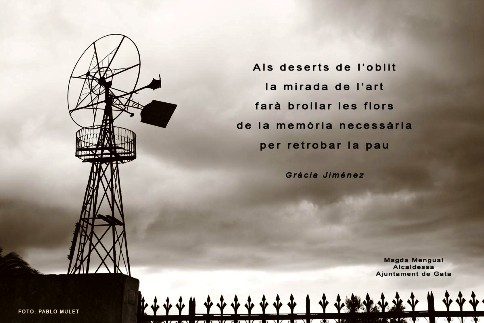 Als deserts de l'oblit
la mirada de l'art
farà brollar les flors
de la memòria necessària
per retrobar la pau
Gràcia Jiménez
Magda Mengual
Alcaldessa
Ajuntament de Gata
FOTO: PABLO MULET